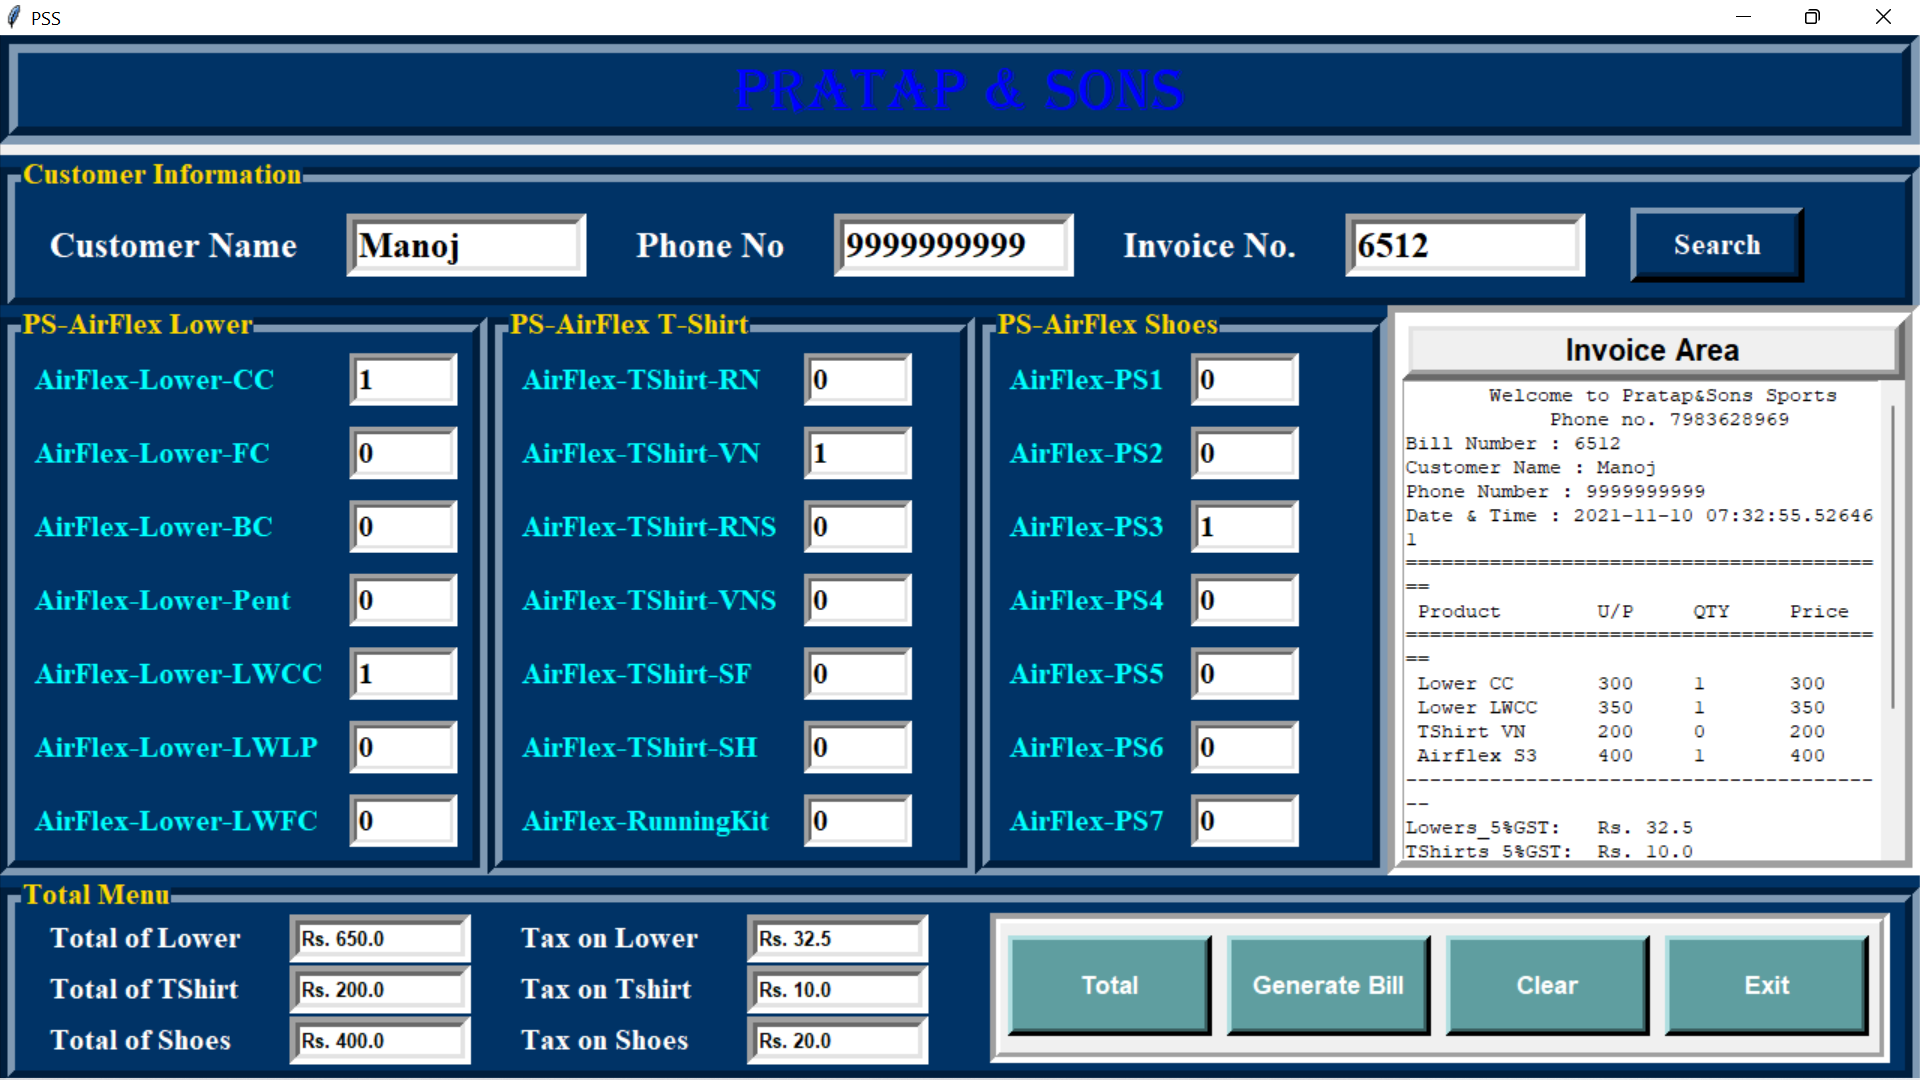 PSS
PRATAP & SONS
Customer Information
Customer Name Manoj Phone No 9999999999 Invoice No. 6512 Search
PS-AirFlex Lower
AirFlex-Lower-CC 1
AirFlex-Lower-FC 0
AirFlex-Lower-BC 0
AirFlex-Lower-Pent 0
AirFlex-Lower-LWCC 1
AirFlex-Lower-LWLP 0
AirFlex-Lower-LWFC 0
PS-AirFlex T-Shirt
AirFlex-TShirt-RN 0
AirFlex-TShirt-VN 1
AirFlex-TShirt-RNS 0
AirFlex-TShirt-VNS 0
AirFlex-TShirt-SF 0
AirFlex-TShirt-SH 0
AirFlex-RunningKit 0
PS-AirFlex Shoes
AirFlex-PS1 0
AirFlex-PS2 0
AirFlex-PS3 1
AirFlex-PS4 0
AirFlex-PS5 0
AirFlex-PS6 0
AirFlex-PS7 0
Invoice Area
Welcome to Pratap&Sons Sports
Phone no. 7983628969
Bill Number : 6512
Customer Name : Manoj
Phone Number : 9999999999
Date & Time : 2021-11-10 07:32:55.52646
1
=======================================
==
Product U/P QTY Price
=======================================
==
Lower CC 300 1 300
Lower LWCC 350 1 350
TShirt VN 200 0 200
Airflex S3 400 1 400
---------------------------------------
--
Lowers_5%GST: Rs. 32.5
TShirts 5%GST: Rs. 10.0
Total Menu
Total of Lower Rs. 650.0 Tax on Lower Rs. 32.5
Total of TShirt Rs. 200.0 Tax on Tshirt Rs. 10.0
Total of Shoes Rs. 400.0 Tax on Shoes Rs. 20.0
Total Generate Bill Clear Exit